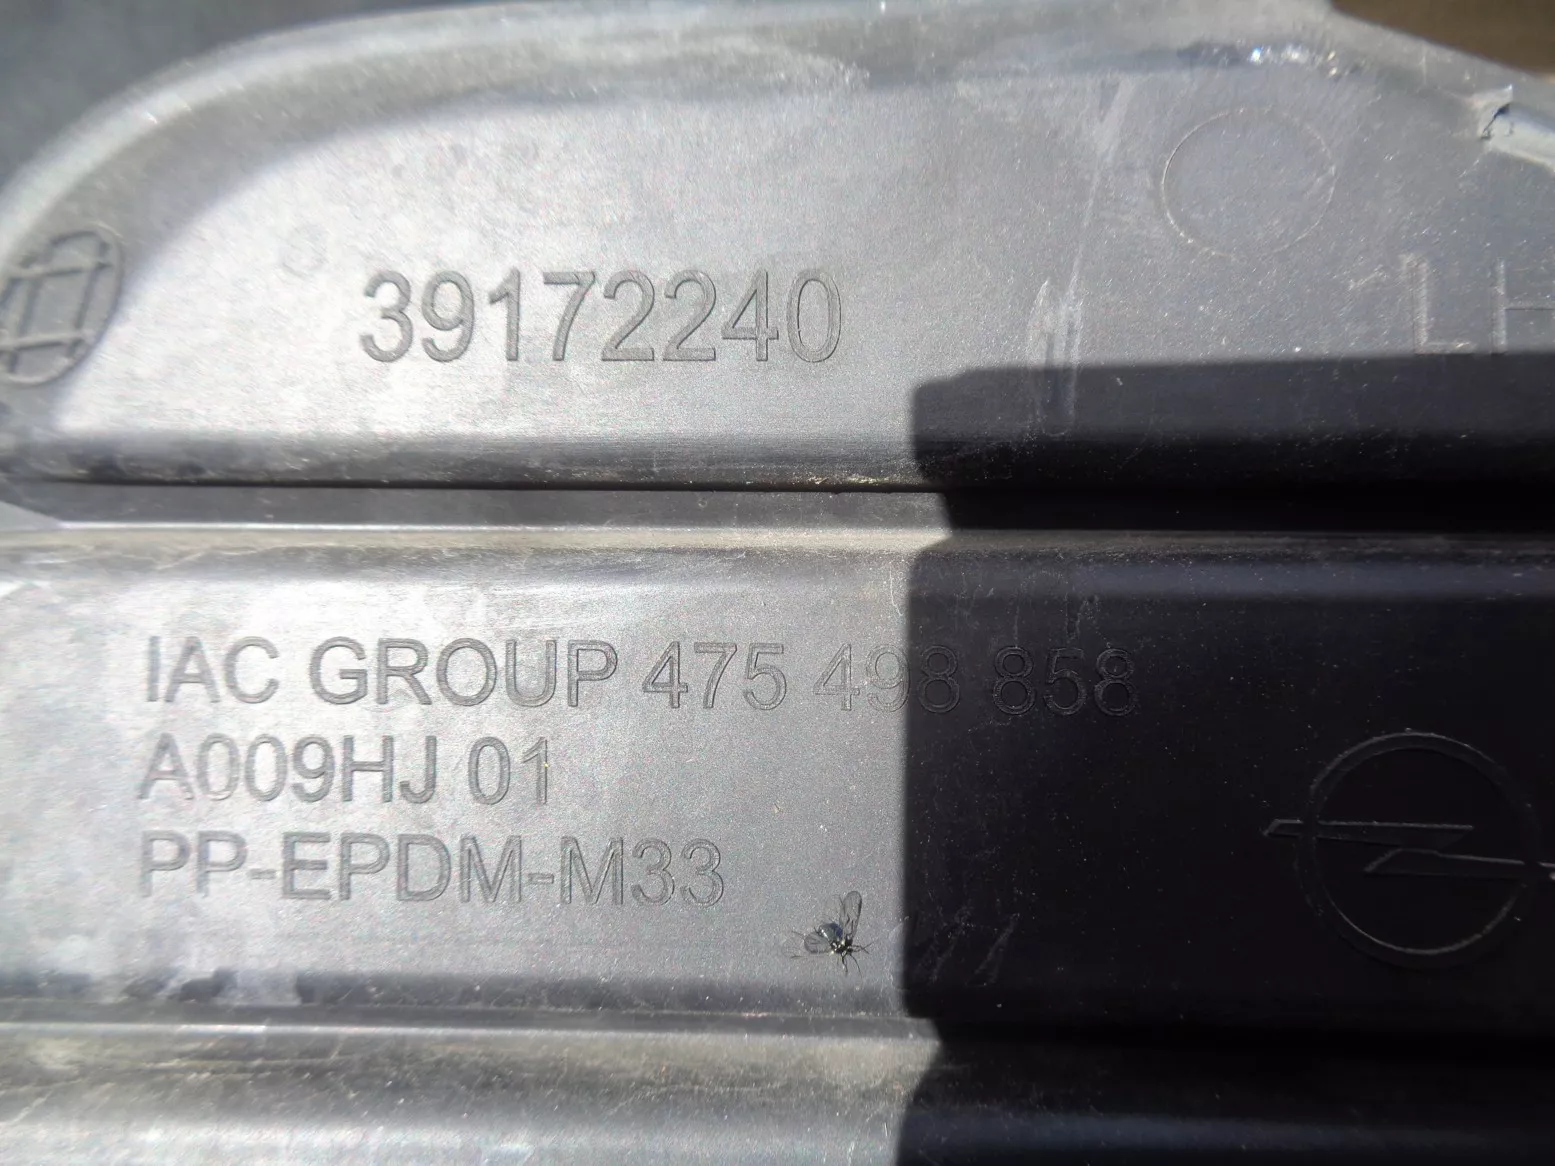 39172240
LH
IAC GROUP 475 498 858
A009HJ 01
PP-EPDM-M33